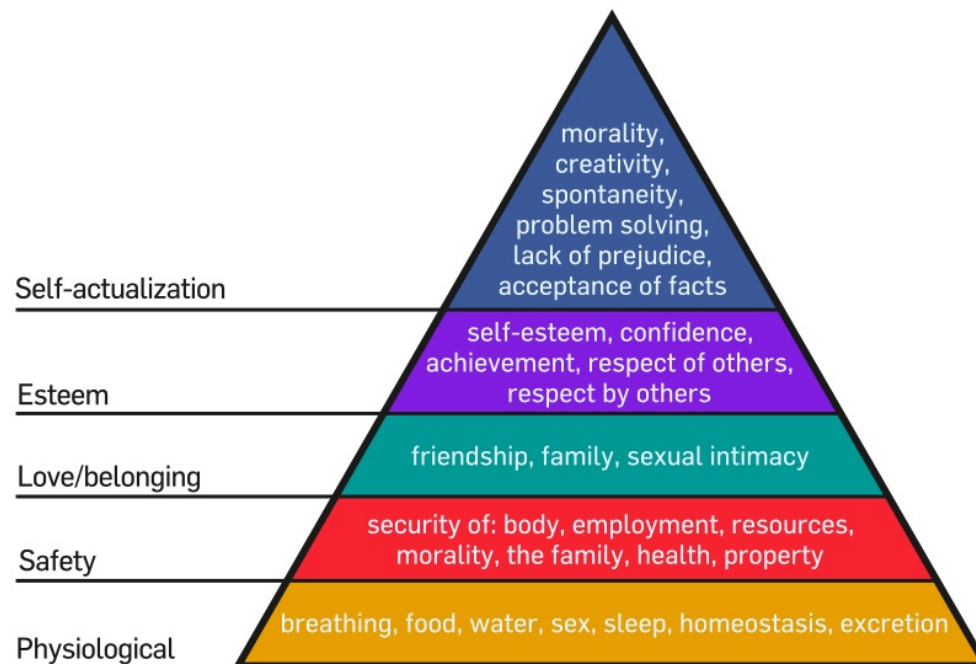 morality,
creativity,
spontaneity,
problem solving,
lack of prejudice,
acceptance of facts
Self-actualization
self-esteem, confidence,
achievement, respect of others,
respect by others
Esteem
friendship, family, sexual intimacy
Love/belonging
security of: body, employment, resources,
morality, the family, health, property
Safety
breathing, food, water, sex, sleep, homeostasis, excretion
Physiological